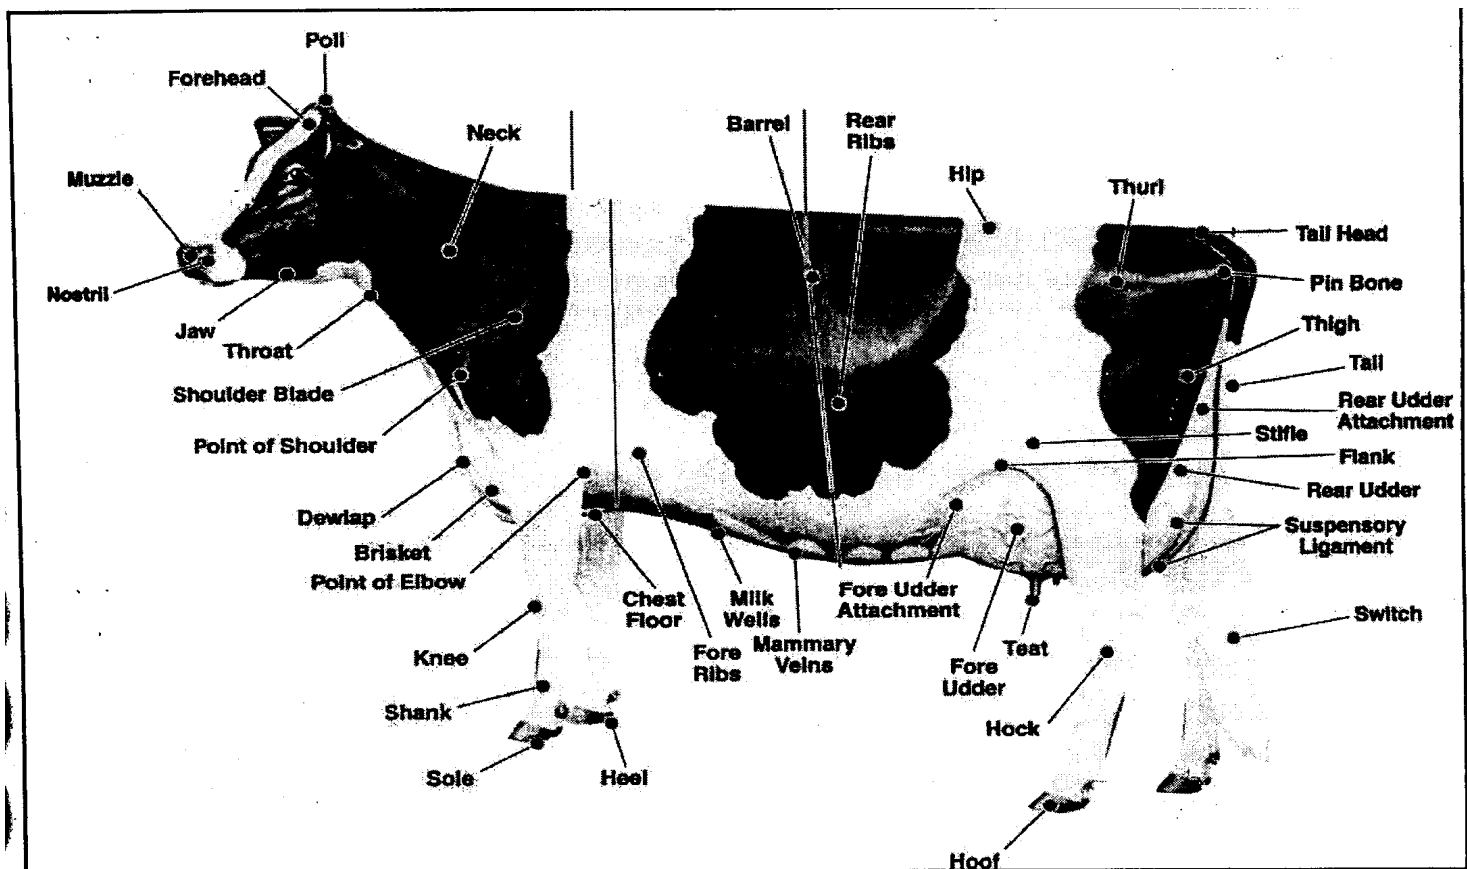 Poll
Forehead
Neck
Barrel
Rear
Ribs
Hip
Thurl
Muzzle
Tail Head
Nostril
Pin Bone
Jaw
Throat
Thigh
Tail
Shoulder Blade
Rear Udder
Attachment
Point of Shoulder
Stifle
Flank
Rear Udder
Dewlap
Brisket
Suspensory
Ligament
Point of Elbow
Chest
Floor
Milk
Wells
Fore Udder
Attachment
Switch
Knee
Fore
Ribs
Mammary
Veins
Teat
Fore
Udder
Shank
Hock
Sole
Heel
Hoof